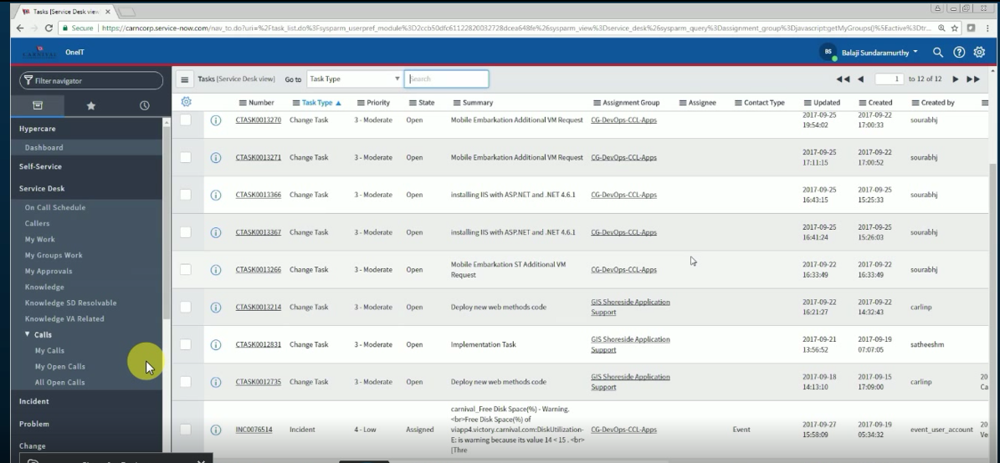 Tasks [Service Desk view
Secure | https://carncorp.service-now.com/nav_to.do?uri=%2Ftask_list.do%3Fsysparm_userpref_module%3D2ccb50dfc61122820032728dcea648fe%26sysparm_view%3Dservice_desk%26sysparm_query%3Dassignment_group%3Djavascript:getMyGroups()%5Eactive%3Dtr...
CARNIVAL OneIT BS Balaji Sundaramurthy
Filter navigator
Tasks [Service Desk view] Go to Task Type Search 1 to 12 of 12
Number Task Type Priority State Summary Assignment Group Assignee Contact Type Updated Created Created by
CTASK0013270 Change Task 3 - Moderate Open Mobile Embarkation Additional VM Request CG-DevOps-CCL-Apps 2017-09-25 19:54:02 2017-09-22 17:00:33 sourabhj
CTASK0013271 Change Task 3 - Moderate Open Mobile Embarkation Additional VM Request CG-DevOps-CCL-Apps 2017-09-25 17:11:15 2017-09-22 17:00:52 sourabhj
CTASK0013366 Change Task 3 - Moderate Open installing IIS with ASP.NET and .NET 4.6.1 CG-DevOps-CCL-Apps 2017-09-25 16:43:15 2017-09-25 15:25:33 sourabhj
CTASK0013367 Change Task 3 - Moderate Open installing IIS with ASP.NET and .NET 4.6.1 CG-DevOps-CCL-Apps 2017-09-25 16:41:24 2017-09-25 15:26:03 sourabhj
CTASK0013266 Change Task 3 - Moderate Open Mobile Embarkation ST Additional VM Request CG-DevOps-CCL-Apps 2017-09-22 16:33:49 2017-09-22 16:33:49 sourabhj
CTASK0013214 Change Task 3 - Moderate Open Deploy new web methods code GIS Shoreside Application Support 2017-09-22 16:21:27 2017-09-22 14:32:43 carlinp
CTASK0012831 Change Task 3 - Moderate Open Implementation Task GIS Shoreside Application Support 2017-09-21 13:56:52 2017-09-19 07:07:05 satheeshm
CTASK0012735 Change Task 3 - Moderate Open Deploy new web methods code GIS Shoreside Application Support 2017-09-18 14:13:10 2017-09-15 17:09:00 carlinp 20 Ca
INC0076514 Incident 4 - Low Assigned carnival_Free Disk Space(%) - Warning. <br>Free Disk Space(%) of viapp4.victory.carnival.com:DiskUtilization-E: is warning because its value 14 < 15 . <br> |Thre CG-DevOps-CCL-Apps Event 2017-09-27 15:58:09 2017-09-19 05:34:32 event_user_account 20 Ve
Hypercare
Dashboard
Self-Service
Service Desk
On Call Schedule
Callers
My Work
My Groups Work
My Approvals
Knowledge
Knowledge SD Resolvable
Knowledge VA Related
Calls
My Calls
My Open Calls
All Open Calls
Incident
Problem
Change